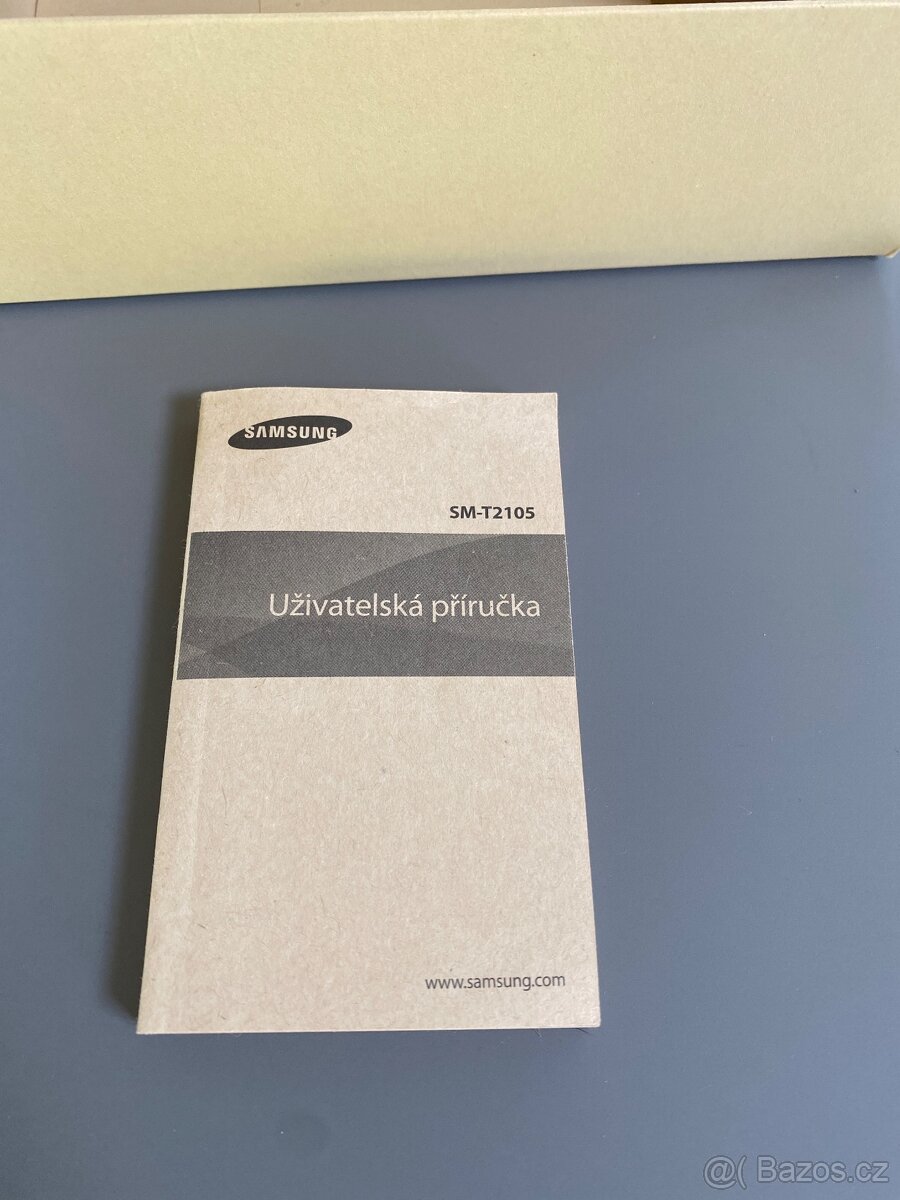 SAMSUNG
SM-T2105
Uživatelská příručka
www.samsung.com
@( Bazos.cz